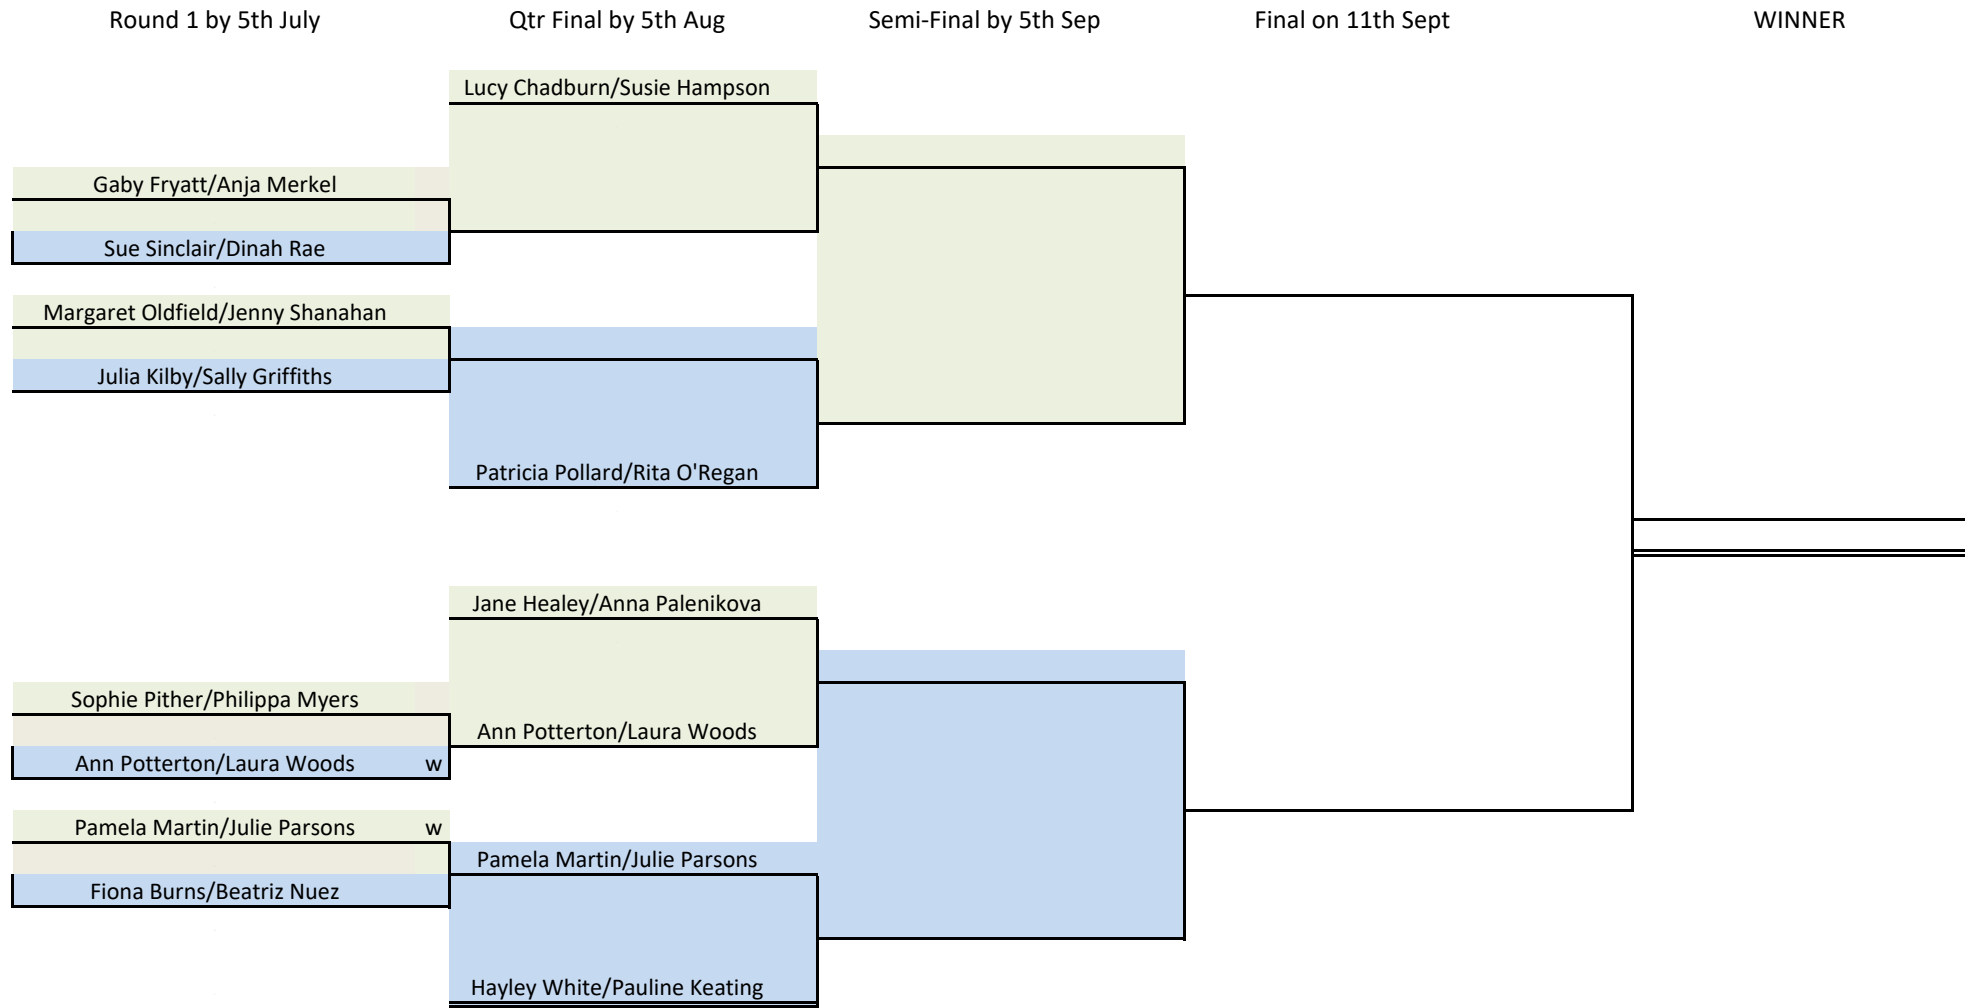 Round 1 by 5th July Qtr Final by 5th Aug Semi-Final by 5th Sep Final on 11th Sept WINNER
Lucy Chadburn/Susie Hampson
Gaby Fryatt/Anja Merkel
Sue Sinclair/Dinah Rae
Margaret Oldfield/Jenny Shanahan
Julia Kilby/Sally Griffiths
Patricia Pollard/Rita O'Regan
Jane Healey/Anna Palenikova
Sophie Pither/Philippa Myers
Ann Potterton/Laura Woods
Ann Potterton/Laura Woods w
Pamela Martin/Julie Parsons w
Pamela Martin/Julie Parsons
Fiona Burns/Beatriz Nuez
Hayley White/Pauline Keating